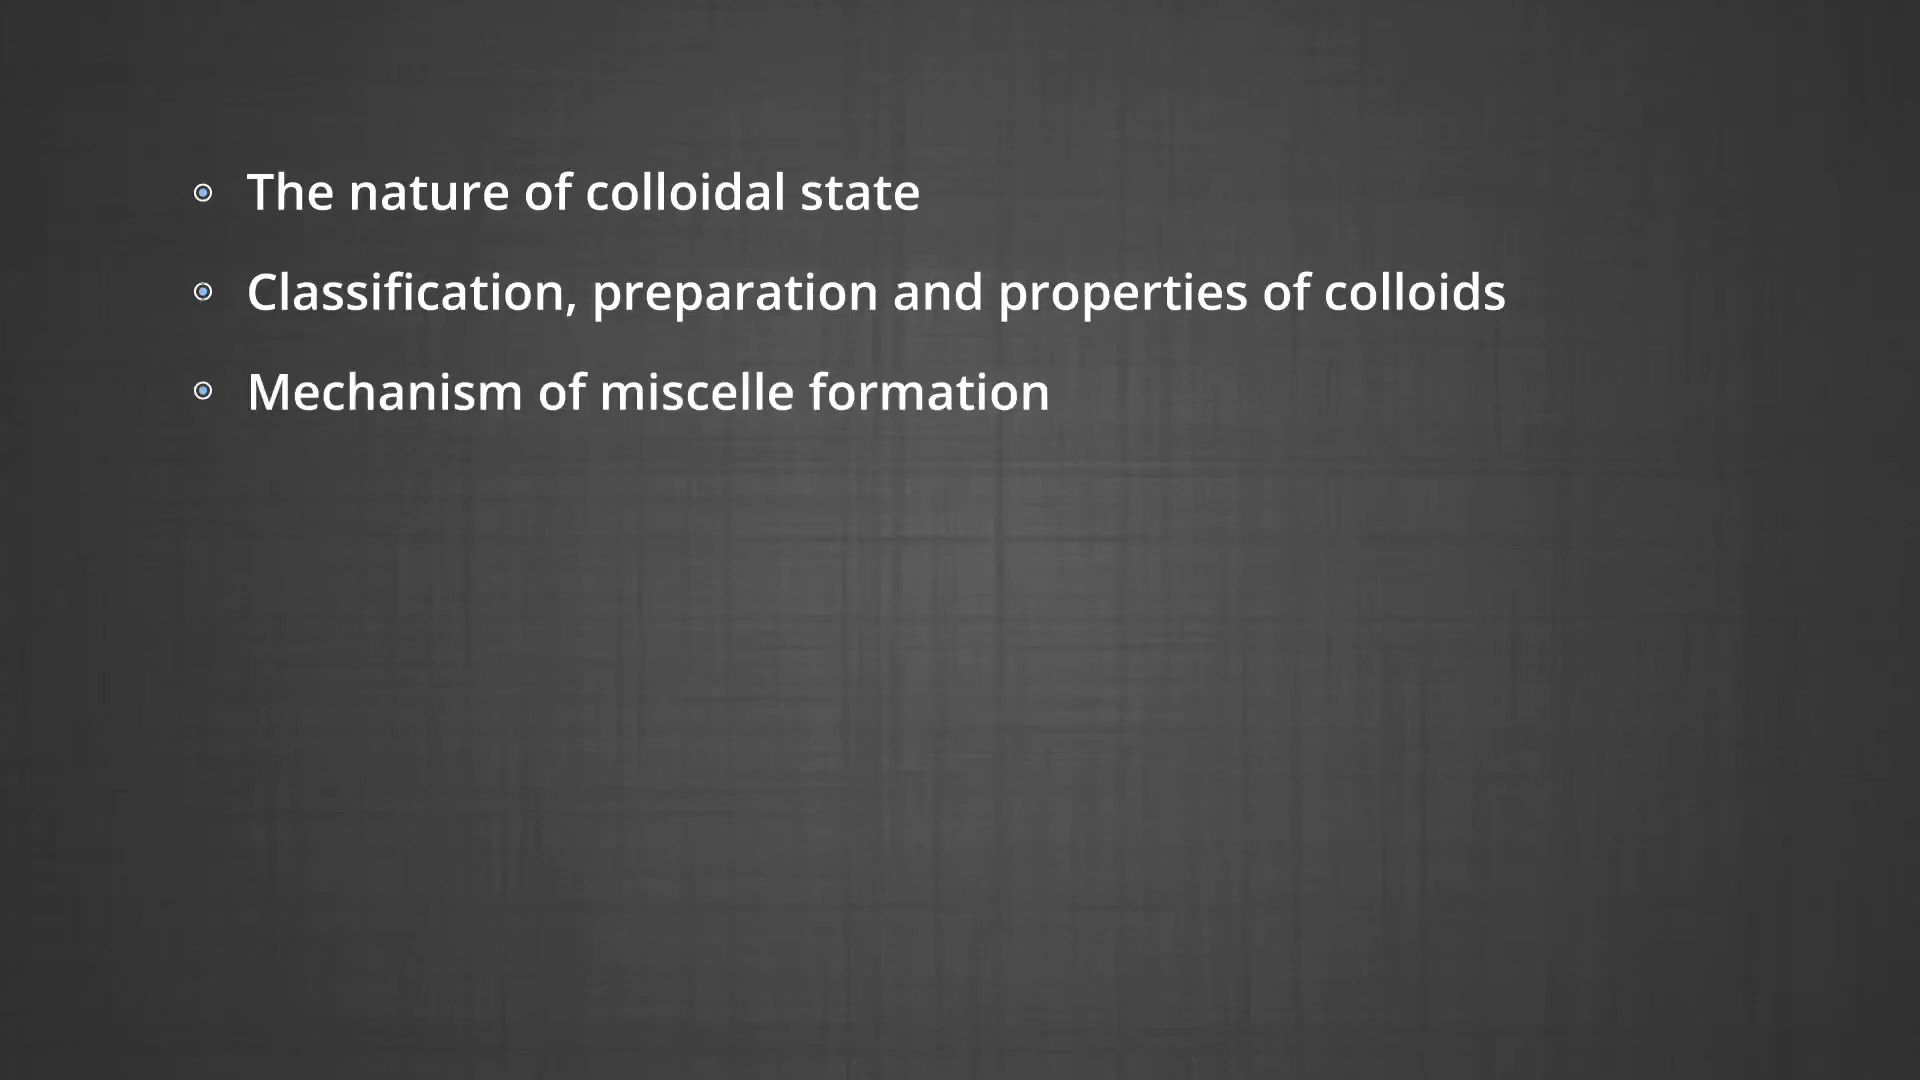 The nature of colloidal state
Classification, preparation and properties of colloids
Mechanism of miscelle formation